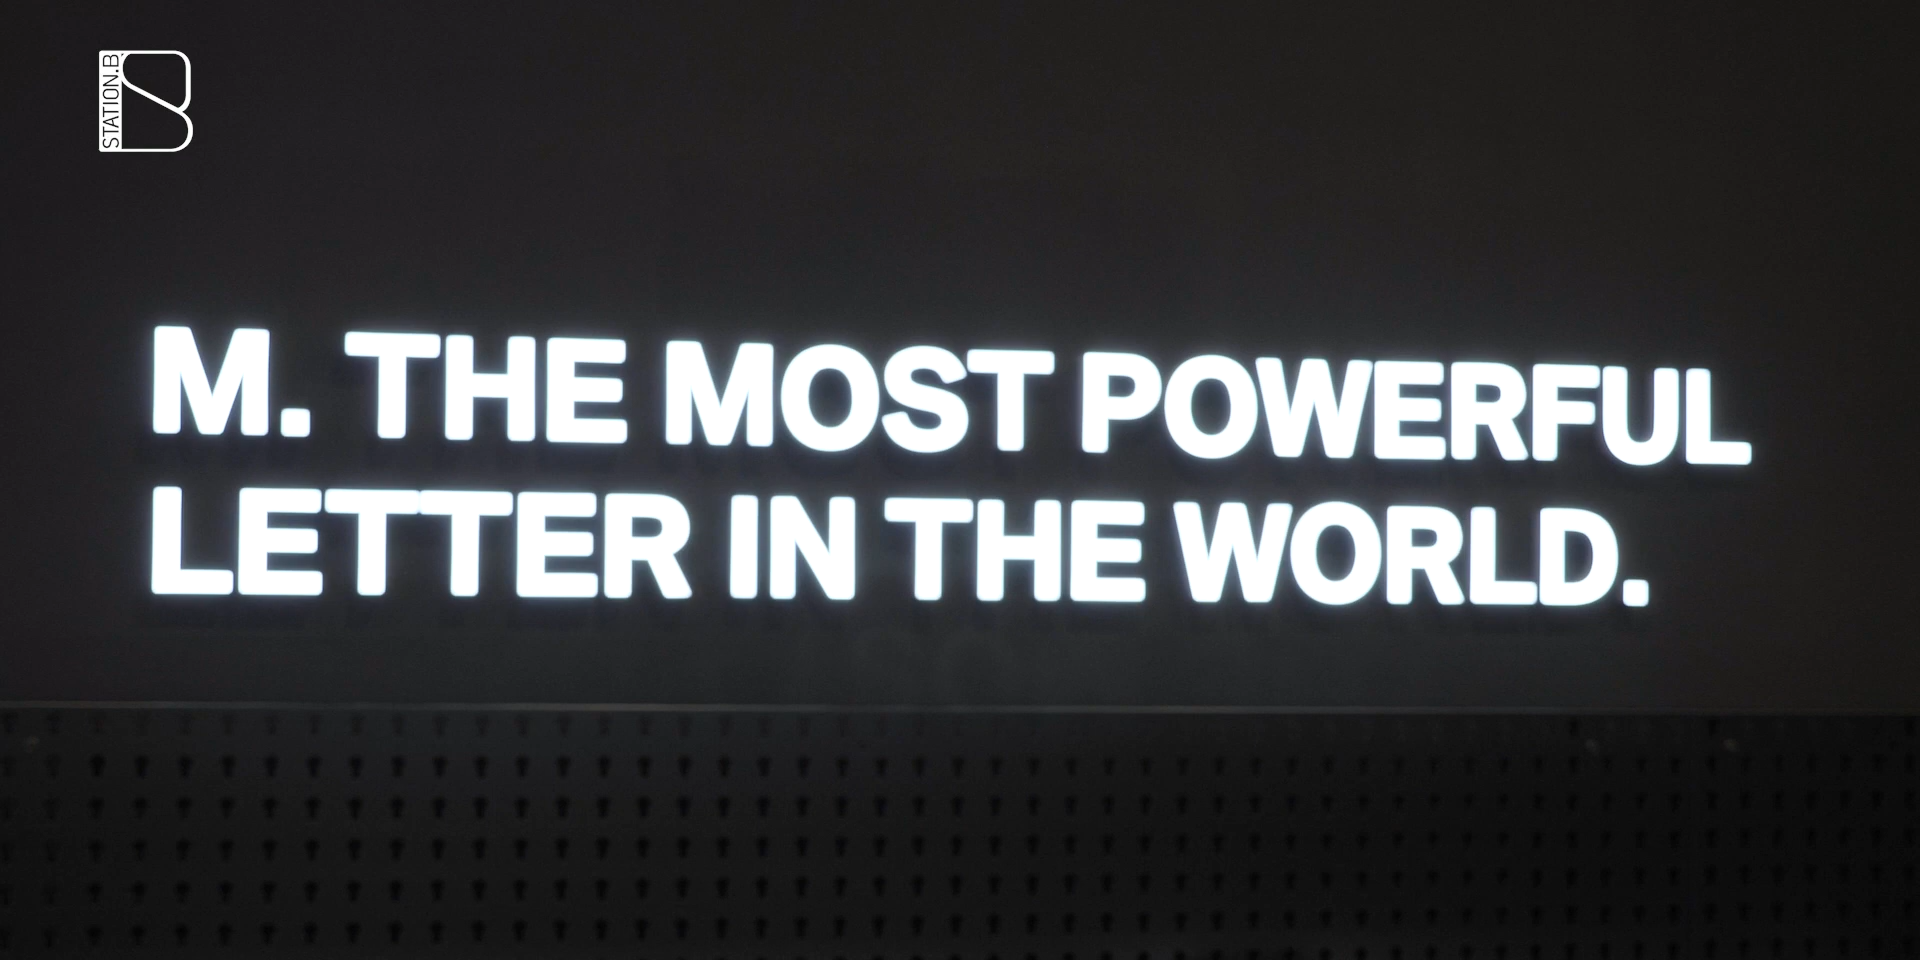 STATION.B
M. THE MOST POWERFUL
LETTER IN THE WORLD.